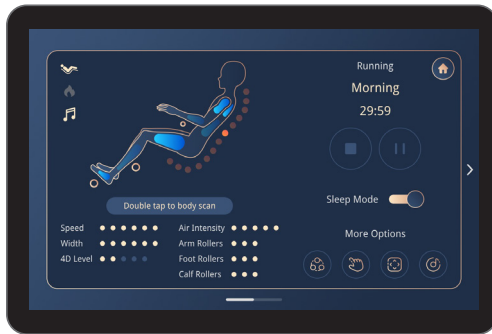 Running
Morning
29:59
Double tap to body scan
Sleep Mode
Speed
Width
4D Level
Air Intensity
Arm Rollers
Foot Rollers
Calf Rollers
More Options